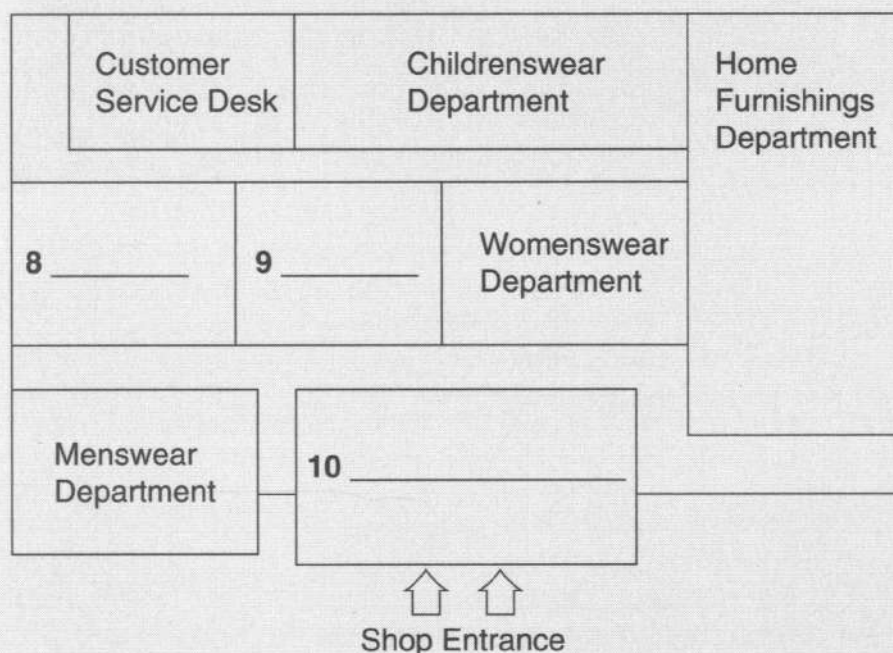 Customer
Service Desk
Childrenswear
Department
Home
Furnishings
Department
8 ________
9 ________
Womenswear
Department
Menswear
Department
10 ________________
Shop Entrance